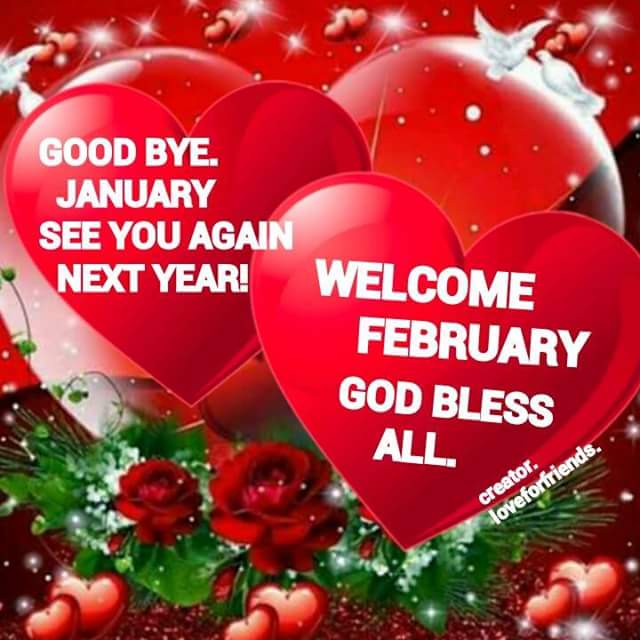 GOOD BYE.
JANUARY
SEE YOU AGAIN
NEXT YEAR!
WELCOME
FEBRUARY
GOD BLESS
ALL.
creator.
loveforfriends.